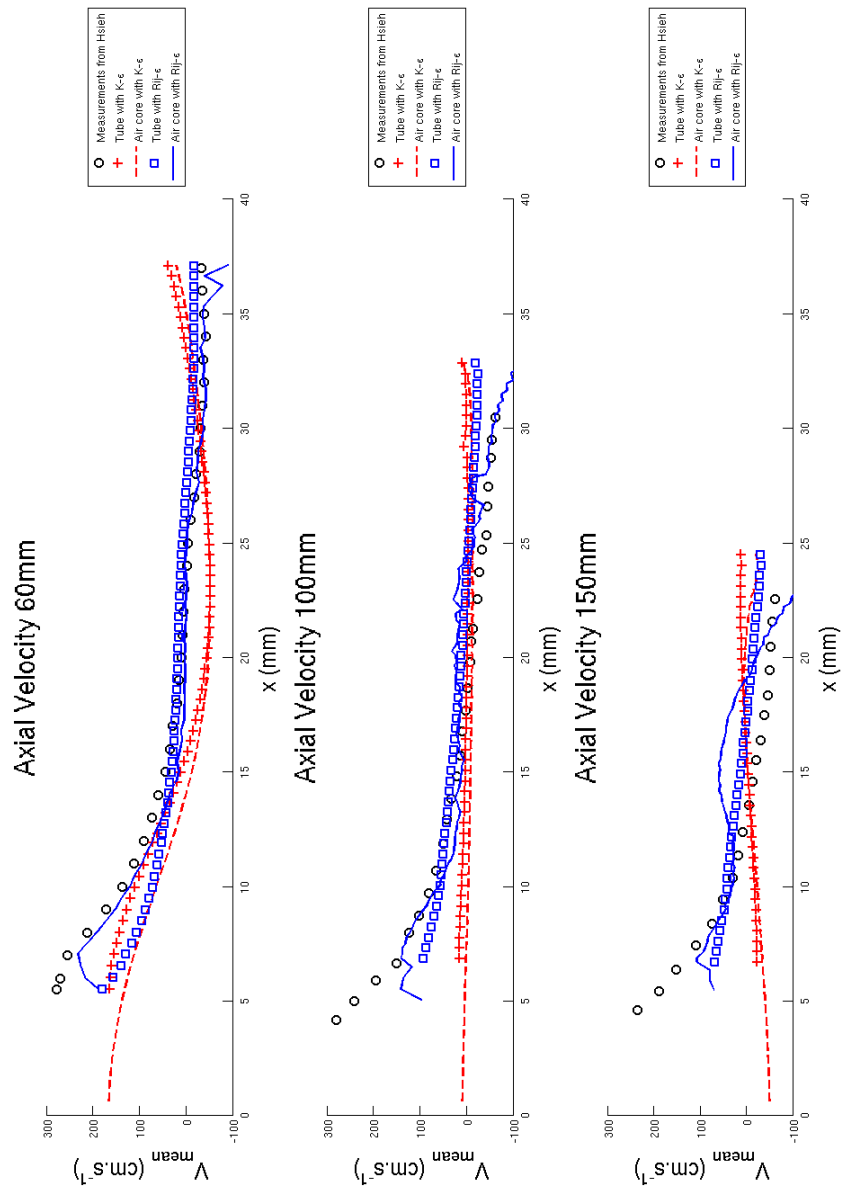 Axial Velocity 60mm
300
200
100
0
-100
V mean (cm.s⁻¹)
0
5
10
15
20
25
30
35
40
x (mm)
Measurements from Hsieh
Tube with K-ϵ
Air core with K-ϵ
Tube with Rij-ϵ
Air core with Rij-ϵ
Axial Velocity 100mm
300
200
100
0
-100
V mean (cm.s⁻¹)
0
5
10
15
20
25
30
35
40
x (mm)
Measurements from Hsieh
Tube with K-ϵ
Air core with K-ϵ
Tube with Rij-ϵ
Air core with Rij-ϵ
Axial Velocity 150mm
300
200
100
0
-100
V mean (cm.s⁻¹)
0
5
10
15
20
25
30
35
40
x (mm)
Measurements from Hsieh
Tube with K-ϵ
Air core with K-ϵ
Tube with Rij-ϵ
Air core with Rij-ϵ